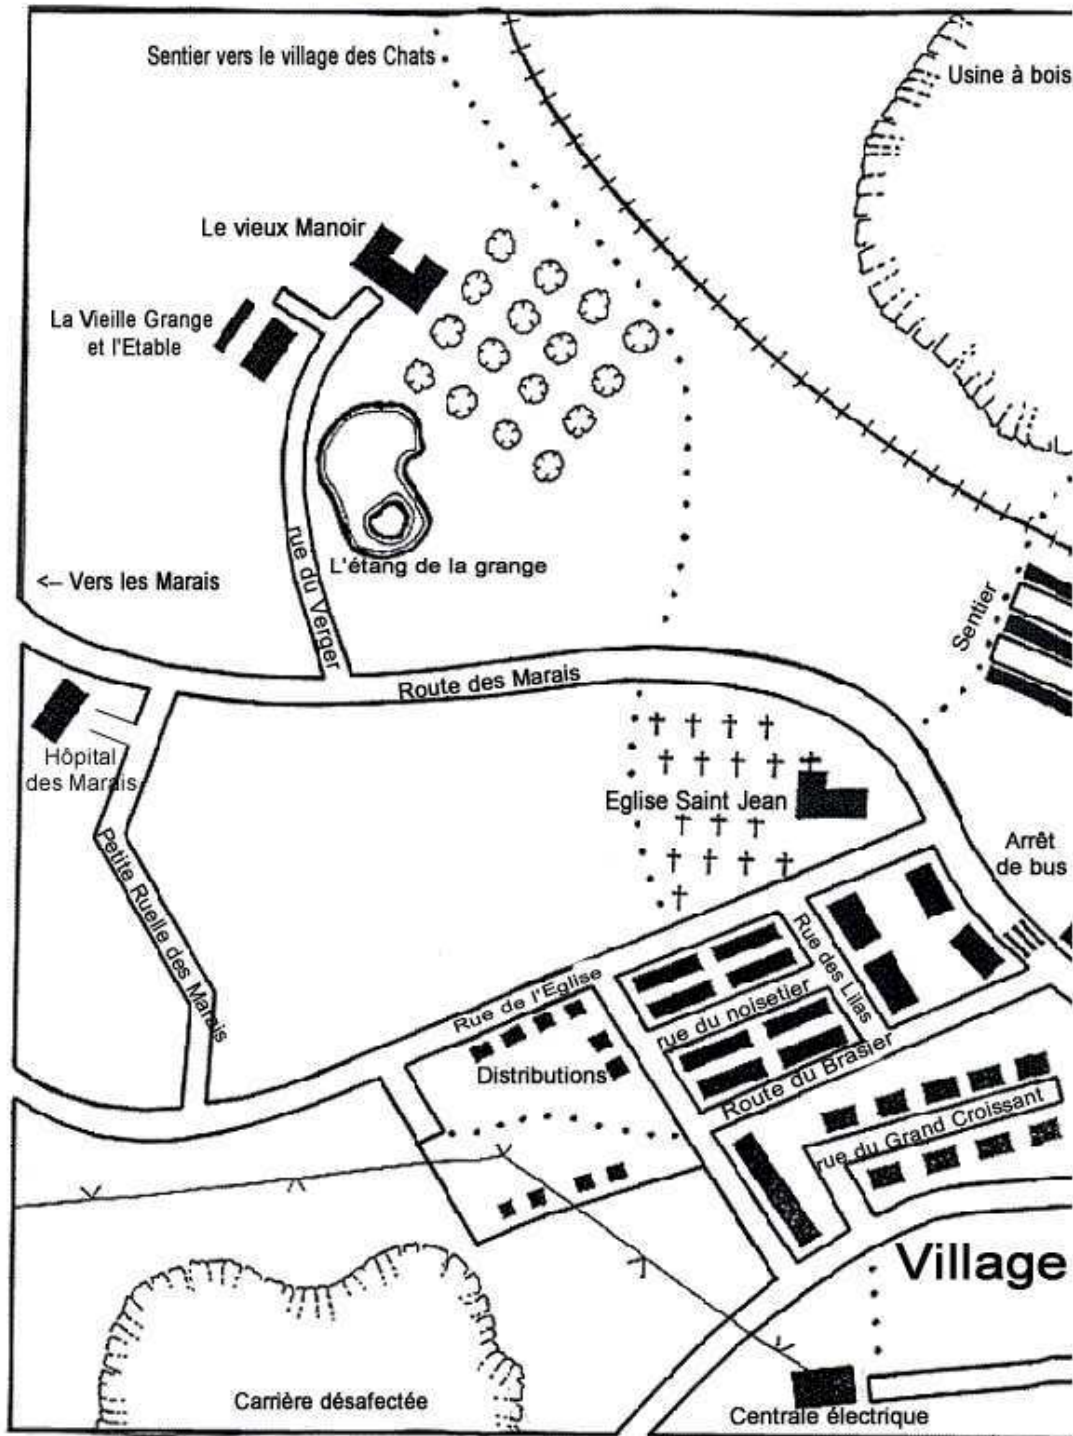 Sentier vers le village des Chats
Usine à bois
Le vieux Manoir
La Vieille Grange
et l'Etable
L'étang de la grange
rue du Verger
<– Vers les Marais
Sentier
Route des Marais
Hôpital
des Marais
Eglise Saint Jean
Arrêt
de bus
Petite Ruelle des Marais
Rue des Lilas
Rue de l'Eglise
rue du noisetier
Distributions
Route du Brasier
rue du Grand Croissant
Village
Carrière désafectée
Centrale électrique